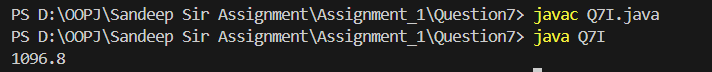 PS D:\OOPJ\Sandeep Sir Assignment\Assignment_1\Question7> javac Q7I.java
PS D:\OOPJ\Sandeep Sir Assignment\Assignment_1\Question7> java Q7I
1096.8